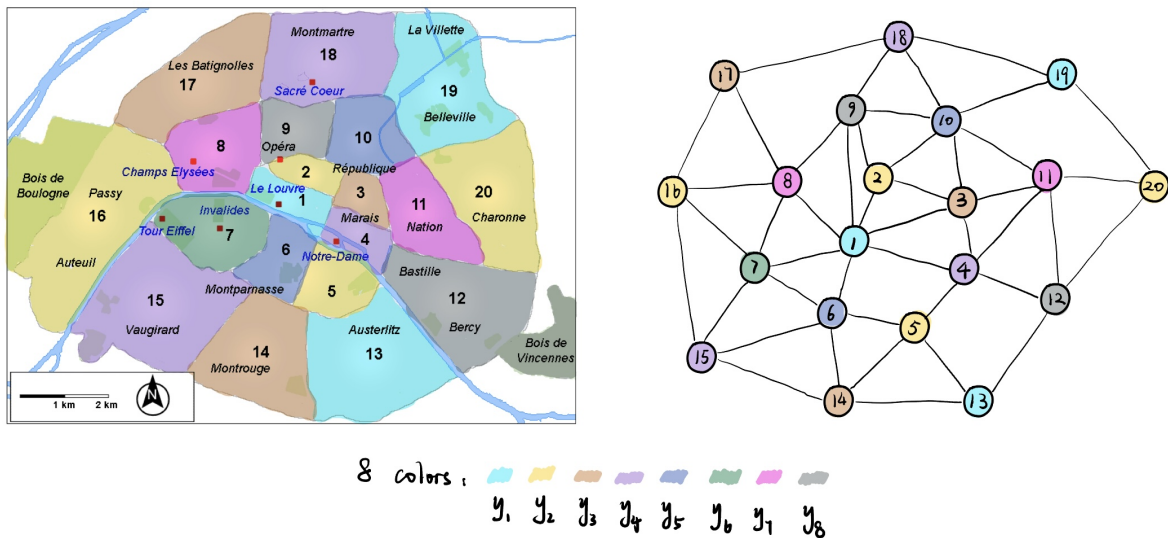 La Villette
Montmartre
18
Les Batignolles
17
Sacré Coeur
19
Belleville
9
Opéra
10
8
République
2
Champs Elysées
Le Louvre
3
1
20
Bois de
Boulogne
Passy
16
Invalides
Marais
11
Nation
Charonne
Tour Eiffel
7
4
6
Notre-Dame
Auteuil
Montparnasse
5
Bastille
12
Bercy
15
Vaugirard
Austerlitz
13
14
Montrouge
Bois de
Vincennes
1 km 2 km
N
18
17
19
9
10
8
2
11
16
3
20
1
7
4
12
6
5
15
14
13
8 colors:
y₁ y₂ y₃ y₄ y₅ y₆ y₇ y₈